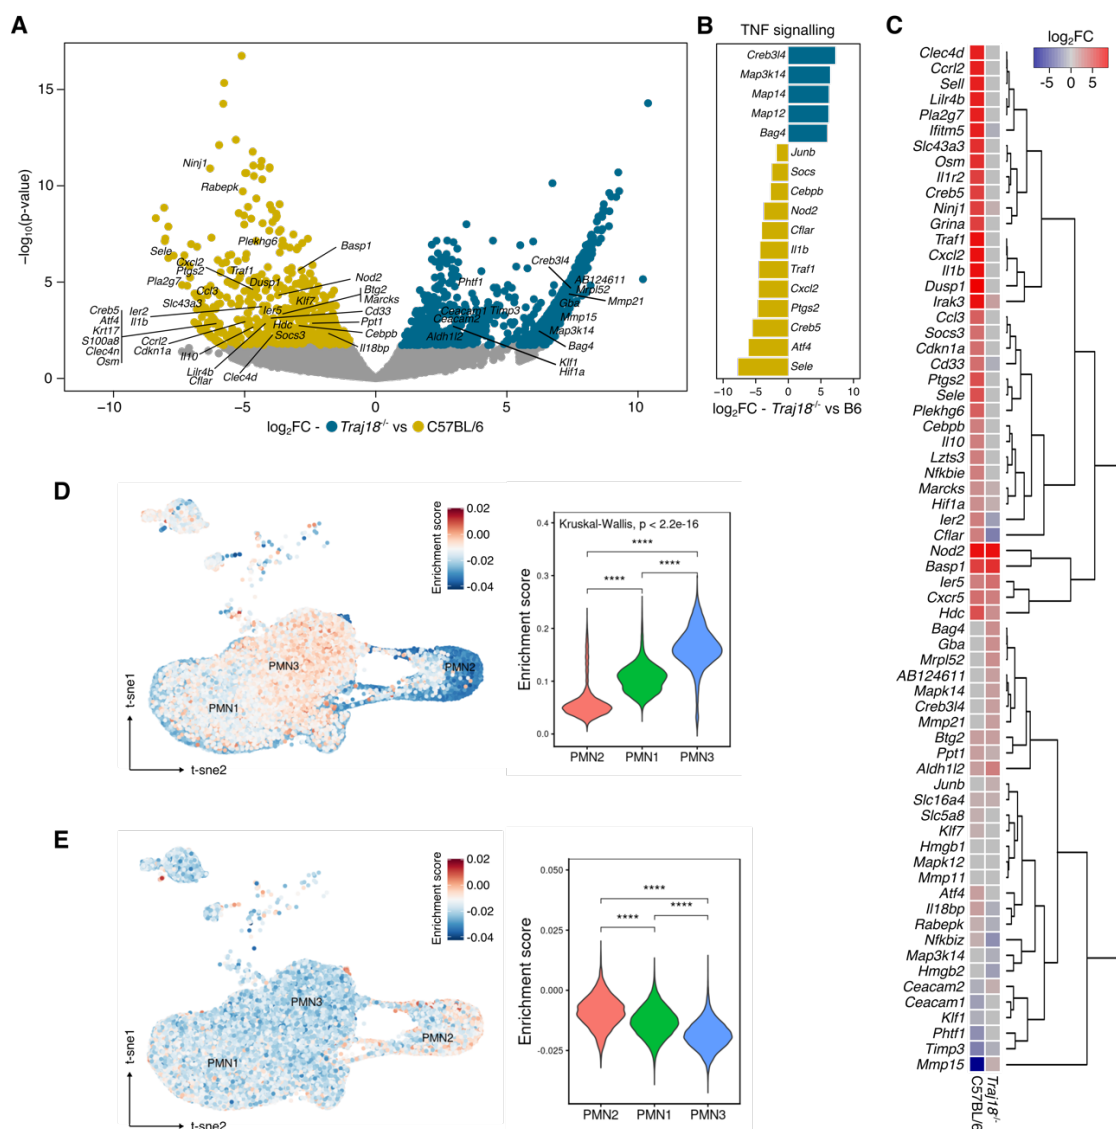 A
−log10(p-value)
15
10
5
0
−10
−5
0
5
10
log2FC - Traj18-/- vs C57BL/6
Ninj1
Rabepk
Plekhg6
Basp1
Sele
Cxcl2
Ptgs2
Traf1
Pla2g7
Dusp1
Nod2
Ccl3
Btg2
Slc43a3
Klf7
Marcks
Creb5
Ier2
Ier5
Cd33
Atf4
Il1b
Hdc
Ppt1
Krt17
Socs3
Cebpb
S100a8
Ccrl2
Clec4n
Cdkn1a
Il10
Il18bp
Osm
Lilr4b
Cflar
Clec4d
Creb3l4
Phtf1
AB124611
Mrpl52
Gba
Mmp21
Ceacam1
Timp3
Ceacam2
Mmp15
Aldh1l2
Map3k14
Bag4
Klf1
Hif1a
B
TNF signalling
Creb3l4
Map3k14
Map14
Map12
Bag4
Junb
Socs
Cebpb
Nod2
Cflar
Il1b
Traf1
Cxcl2
Ptgs2
Creb5
Atf4
Sele
−10
−5
0
5
10
log2FC - Traj18-/- vs B6
C
log2FC
−5
0
5
Clec4d
Ccrl2
Sell
Lilr4b
Pla2g7
Ifitm5
Slc43a3
Osm
Il1r2
Creb5
Ninj1
Grina
Traf1
Cxcl2
Il1b
Dusp1
Irak3
Ccl3
Socs3
Cdkn1a
Cd33
Ptgs2
Sele
Plekhg6
Cebpb
Il10
Lzts3
Nfkbie
Marcks
Hif1a
Ier2
Cflar
Nod2
Basp1
Ier5
Cxcr5
Hdc
Bag4
Gba
Mrpl52
AB124611
Mapk14
Creb3l4
Mmp21
Btg2
Ppt1
Aldh1l2
Junb
Slc16a4
Slc5a8
Klf7
Hmgb1
Mapk12
Mmp11
Atf4
Il18bp
Rabepk
Nfkbiz
Map3k14
Hmgb2
Ceacam2
Ceacam1
Klf1
Phtf1
Timp3
Mmp15
C57BL/6
Traj18-/-
D
Enrichment score
0.02
0.00
-0.02
-0.04
PMN3
PMN2
PMN1
t-sne1
t-sne2
Kruskal-Wallis, p < 2.2e-16
****
****
****
Enrichment score
0.4
0.3
0.2
0.1
0.0
PMN2
PMN1
PMN3
E
Enrichment score
0.02
0.00
-0.02
-0.04
PMN3
PMN2
PMN1
t-sne1
t-sne2
****
****
****
Enrichment score
0.050
0.025
0.000
-0.025
PMN2
PMN1
PMN3